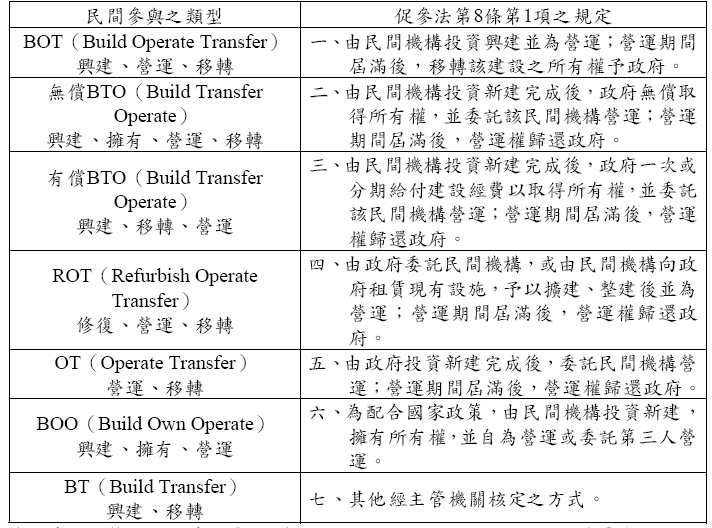 民間參與之類型
促參法第8條第1項之規定
BOT（Build Operate Transfer）
興建、營運、移轉
一、由民間機構投資興建並為營運；營運期間
屆滿後，移轉該建設之所有權予政府。
無償BTO（Build Transfer
Operate）
興建、擁有、營運、移轉
二、由民間機構投資新建完成後，政府無償取
得所有權，並委託該民間機構營運；營運
期間屆滿後，營運權歸還政府。
有償BTO（Build Transfer
Operate）
興建、移轉、營運
三、由民間機構投資新建完成後，政府一次或
分期給付建設經費以取得所有權，並委託
該民間機構營運；營運期間屆滿後，營運
權歸還政府。
ROT（Refurbish Operate
Transfer）
修復、營運、移轉
四、由政府委託民間機構，或由民間機構向政
府租賃現有設施，予以擴建、整建後並為
營運；營運期間屆滿後，營運權歸還政
府。
OT（Operate Transfer）
營運、移轉
五、由政府投資新建完成後，委託民間機構營
運；營運期間屆滿後，營運權歸還政府。
BOO（Build Own Operate）
興建、擁有、營運
六、為配合國家政策，由民間機構投資新建，
擁有所有權，並自為營運或委託第三人營
運。
BT（Build Transfer）
興建、移轉
七、其他經主管機關核定之方式。